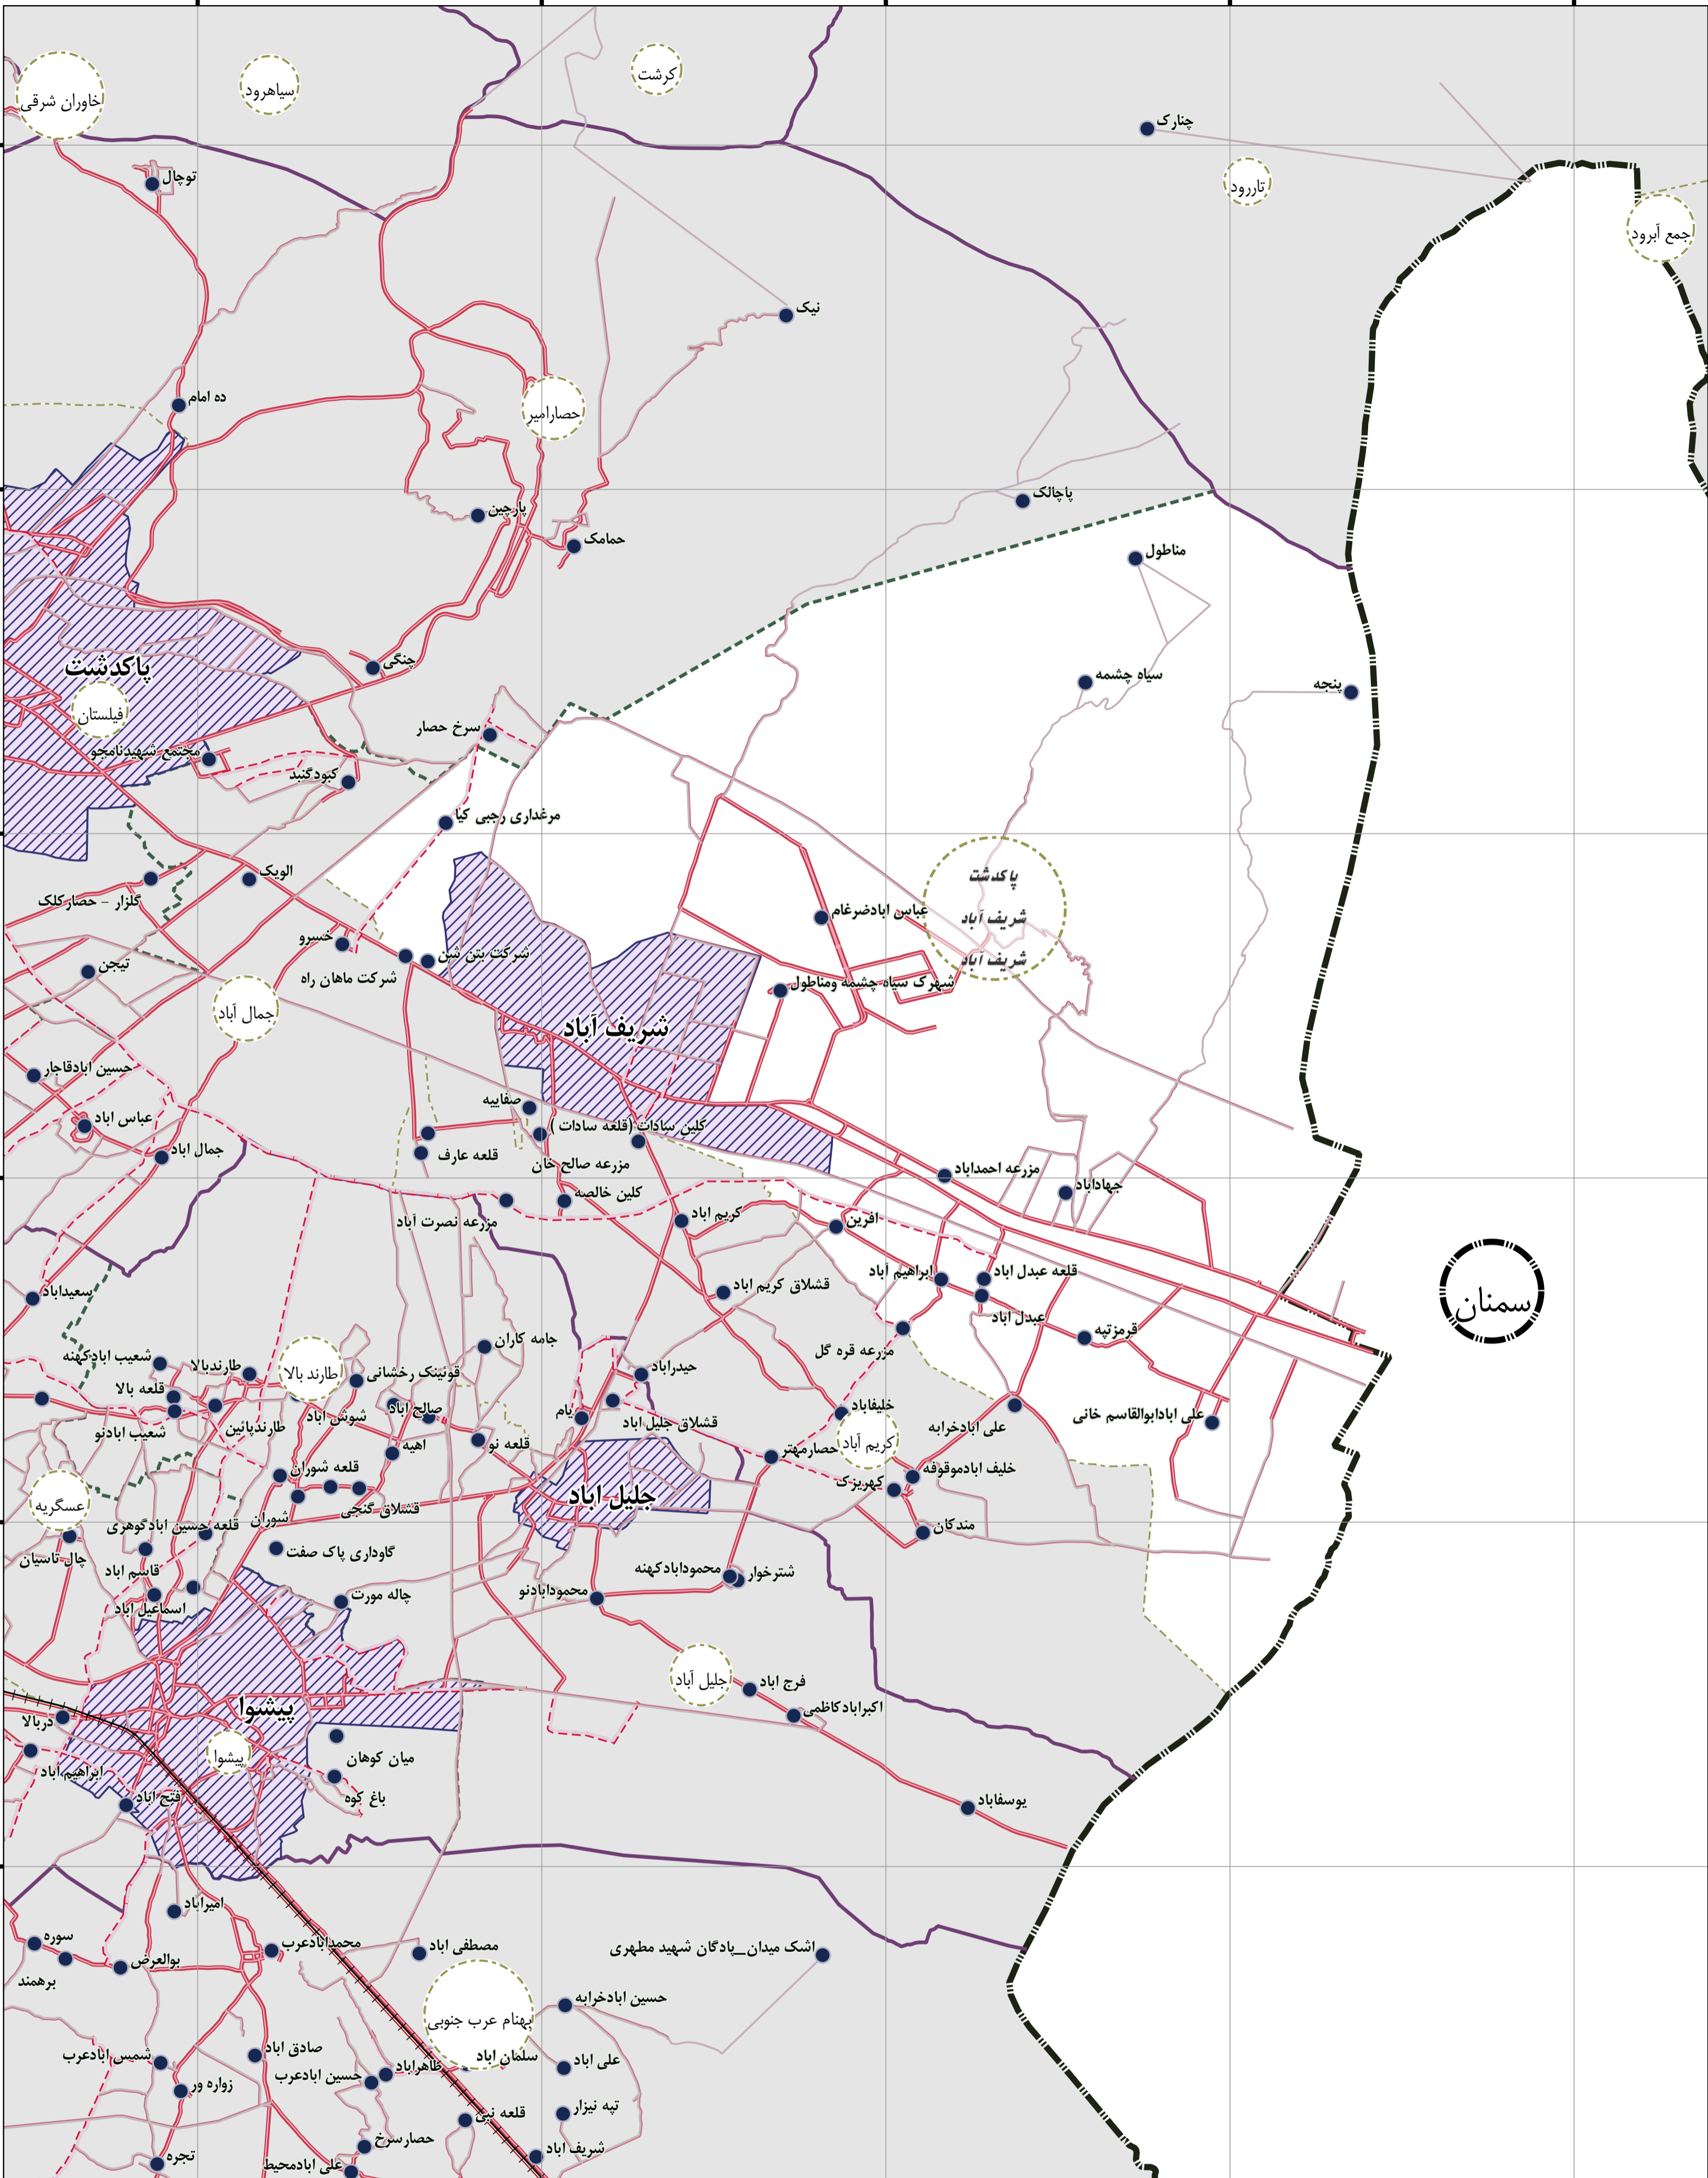 خاوران شرقی
سیاهرود
کرشت
چنارک
تاررود
جمع آبرود
توچال
نیک
ده امام
حصارامیر
پاچالک
پارچین
حمامک
مناطول
پاکدشت
چنگی
سیاه چشمه
پنجه
فیلستان
سرخ حصار
مجتمع شهیدنامجو
کبودگنبد
مرغداری رجبی کیا
الویک
گلزار - حصارکلک
پاکدشت
شریف آباد
شریف آباد
عباس ابادضرغام
خسرو
شرکت بتن شن
تیجن
شرکت ماهان راه
شهرک سیاه چشمه ومناطول
جمال آباد
شریف آباد
حسین ابادقاجار
صفاییه
عباس اباد
کلین سادات (قلعه سادات )
جمال اباد
قلعه عارف
مزرعه صالح خان
مزرعه احمداباد
جهاداباد
کلین خالصه
مزرعه نصرت آباد
کریم اباد
افرین
سعیداباد
قشلاق کریم اباد
ابراهیم آباد
قلعه عبدل اباد
سمنان
عبدل اباد
قرمزتپه
جامه کاران
مزرعه قره گل
شعیب ابادکهنه
طارندبالا
طارند بالا
قوئینک رخشانی
حیدراباد
قلعه بالا
شوش آباد
صالح اباد
یام
قشلاق جلیل اباد
خلیفاباد
علی ابادخرابه
علی ابادابوالقاسم خانی
شعیب ابادنو
طارندپائین
اهیه
قلعه نو
کریم آباد
حصارمهتر
قلعه شوران
خلیف ابادموقوفه
کهریزک
عسگریه
جلیل اباد
قشلاق گنجی
شوران
قلعه حسین ابادگوهری
مندکان
چال تاسیان
گاوداری پاک صفت
قاسم اباد
محمودابادکهنه
شترخوار
محمودابادنو
چاله مورت
اسماعیل اباد
جلیل آباد
فرج اباد
پیشوا
اکبرابادکاظمی
دربالا
پیشوا
میان کوهان
ابراهیم آباد
باغ کوه
فتح اباد
یوسفاباد
امیراباد
سوره
محمدابادعرب
مصطفی اباد
اشک میدان_پادگان شهید مطهری
بوالعرض
برهمند
حسین ابادخرابه
بهنام عرب جنوبی
صادق اباد
شمس ابادعرب
سلمان اباد
علی اباد
طاهراباد
حسین ابادعرب
زواره ور
تپه نیزار
قلعه نبی
حصارسرخ
شریف اباد
تجره
علی ابادمحیط